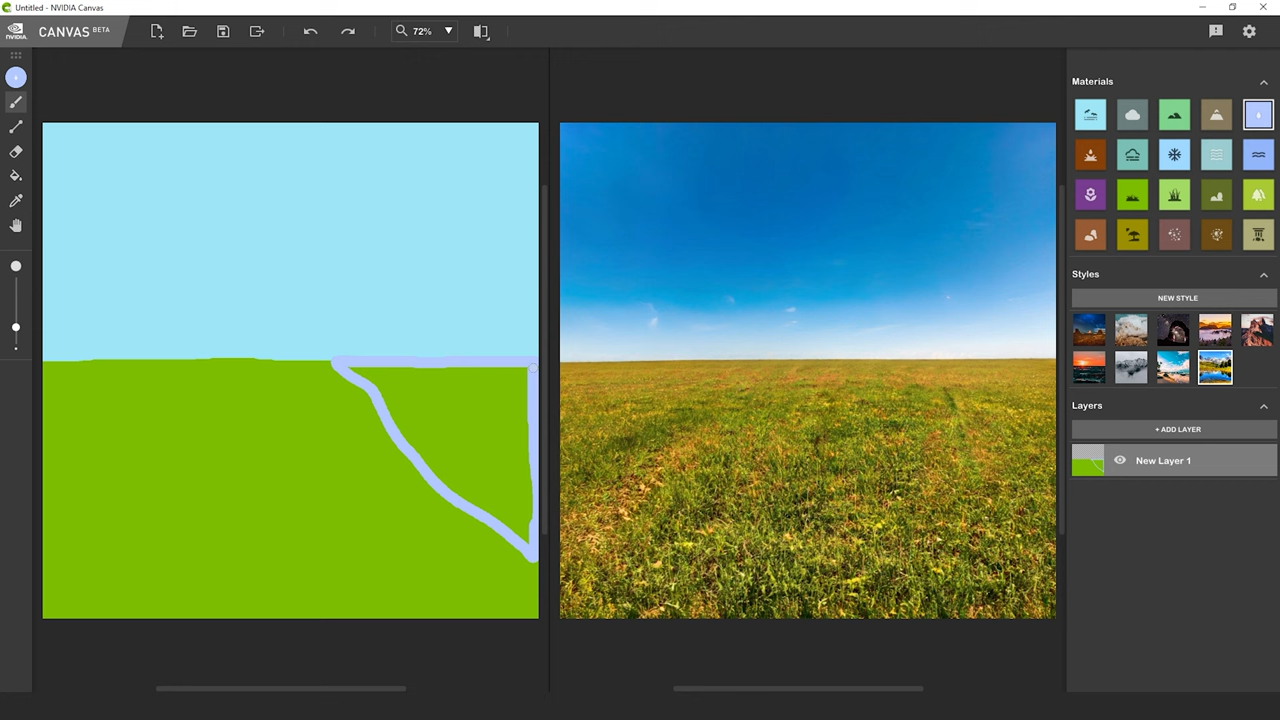 Untitled - NVIDIA Canvas
NVIDIA
CANVAS BETA
72%
Materials
Styles
NEW STYLE
Layers
+ ADD LAYER
New Layer 1